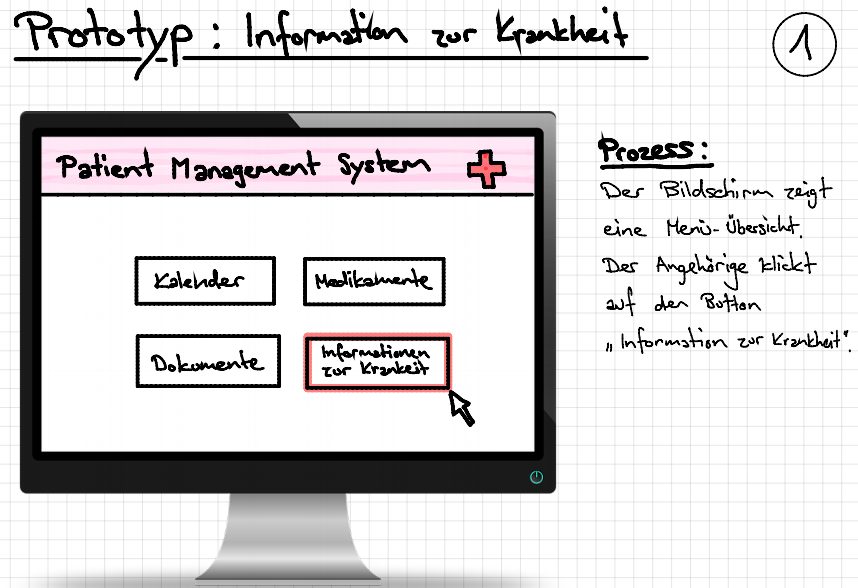 Prototyp: Information zur Krankheit
1
Patient Management System
Kalender
Medikamente
Dokumente
Informationen
zur Krankeit
Prozess:
Der Bildschirm zeigt
eine Menü-Übersicht.
Der Angehörige klickt
auf den Button
„Information zur Krankheit".